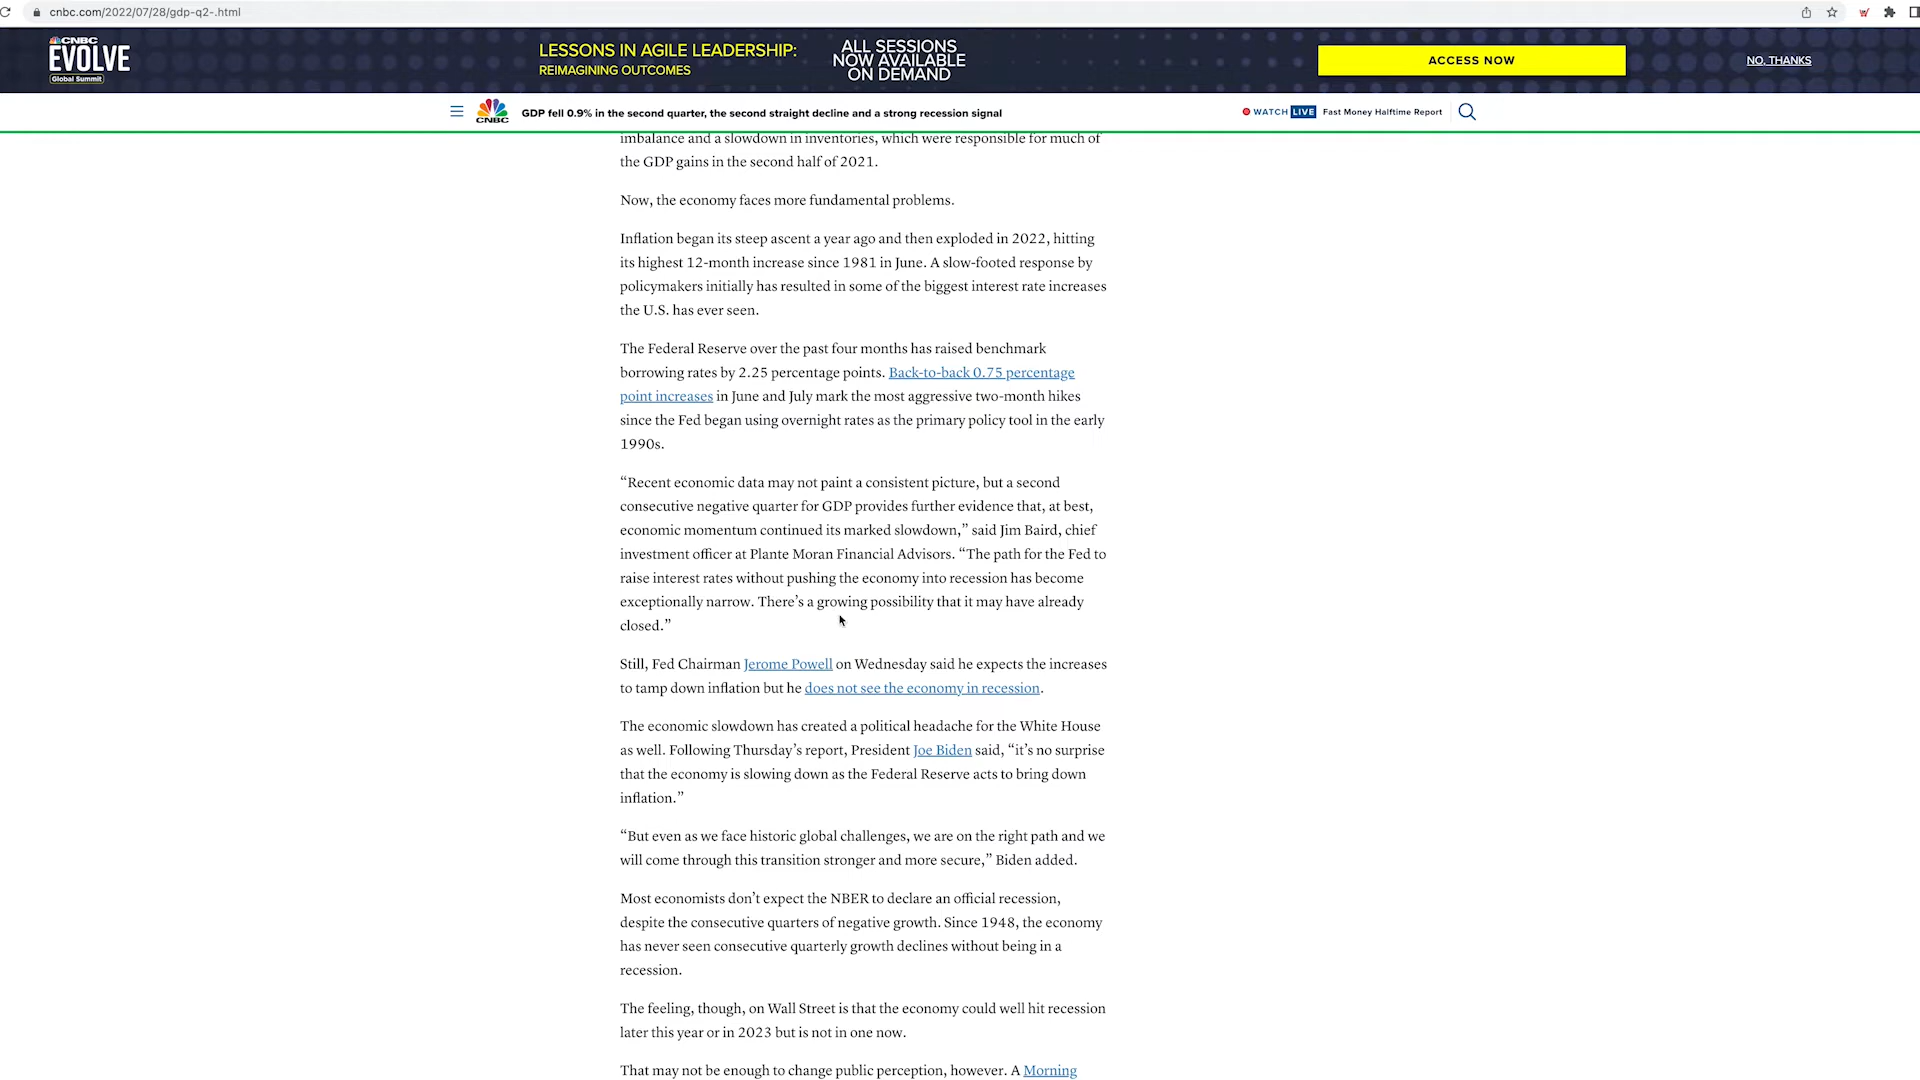 cnbc.com/2022/07/28/gdp-q2-.html
CNBC
EVOLVE
Global Summit
LESSONS IN AGILE LEADERSHIP:
REIMAGINING OUTCOMES
ALL SESSIONS
NOW AVAILABLE
ON DEMAND
ACCESS NOW
NO, THANKS
CNBC
GDP fell 0.9% in the second quarter, the second straight decline and a strong recession signal
WATCH LIVE
Fast Money Halftime Report
imbalance and a slowdown in inventories, which were responsible for much of
the GDP gains in the second half of 2021.
Now, the economy faces more fundamental problems.
Inflation began its steep ascent a year ago and then exploded in 2022, hitting
its highest 12-month increase since 1981 in June. A slow-footed response by
policymakers initially has resulted in some of the biggest interest rate increases
the U.S. has ever seen.
The Federal Reserve over the past four months has raised benchmark
borrowing rates by 2.25 percentage points. Back-to-back 0.75 percentage
point increases in June and July mark the most aggressive two-month hikes
since the Fed began using overnight rates as the primary policy tool in the early
1990s.
“Recent economic data may not paint a consistent picture, but a second
consecutive negative quarter for GDP provides further evidence that, at best,
economic momentum continued its marked slowdown,” said Jim Baird, chief
investment officer at Plante Moran Financial Advisors. “The path for the Fed to
raise interest rates without pushing the economy into recession has become
exceptionally narrow. There’s a growing possibility that it may have already
closed.”
Still, Fed Chairman Jerome Powell on Wednesday said he expects the increases
to tamp down inflation but he does not see the economy in recession.
The economic slowdown has created a political headache for the White House
as well. Following Thursday’s report, President Joe Biden said, “it’s no surprise
that the economy is slowing down as the Federal Reserve acts to bring down
inflation.”
“But even as we face historic global challenges, we are on the right path and we
will come through this transition stronger and more secure,” Biden added.
Most economists don’t expect the NBER to declare an official recession,
despite the consecutive quarters of negative growth. Since 1948, the economy
has never seen consecutive quarterly growth declines without being in a
recession.
The feeling, though, on Wall Street is that the economy could well hit recession
later this year or in 2023 but is not in one now.
That may not be enough to change public perception, however. A Morning